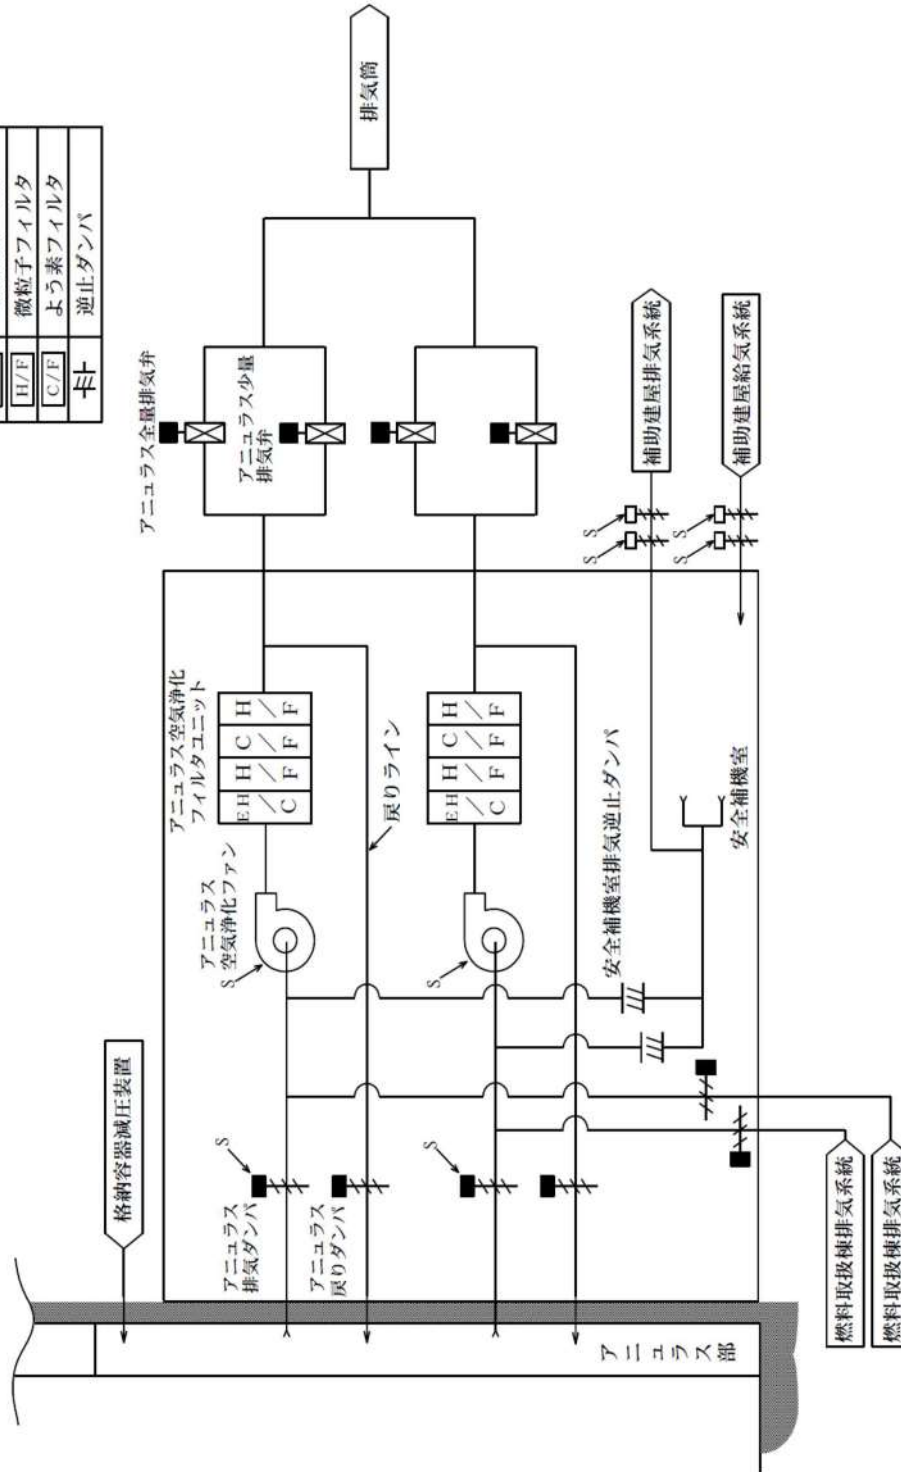 H/F 微粒子フィルタ
C/F よう素フィルタ
逆止ダンパ
排気筒
アニュラス全量排気弁
アニュラス少量
排気弁
補助建屋排気系統
補助建屋給気系統
S
S
S
S
アニュラス空気浄化
フィルタユニット
EH/C
H/F
C/F
H/F
EH/C
H/F
C/F
H/F
戻りライン
アニュラス
空気浄化ファン
S
S
安全補機室排気逆止ダンパ
安全補機室
格納容器減圧装置
アニュラス
排気ダンパ
S
アニュラス
戻りダンパ
S
アニュラス部
燃料取扱棟排気系統
燃料取扱棟排気系統